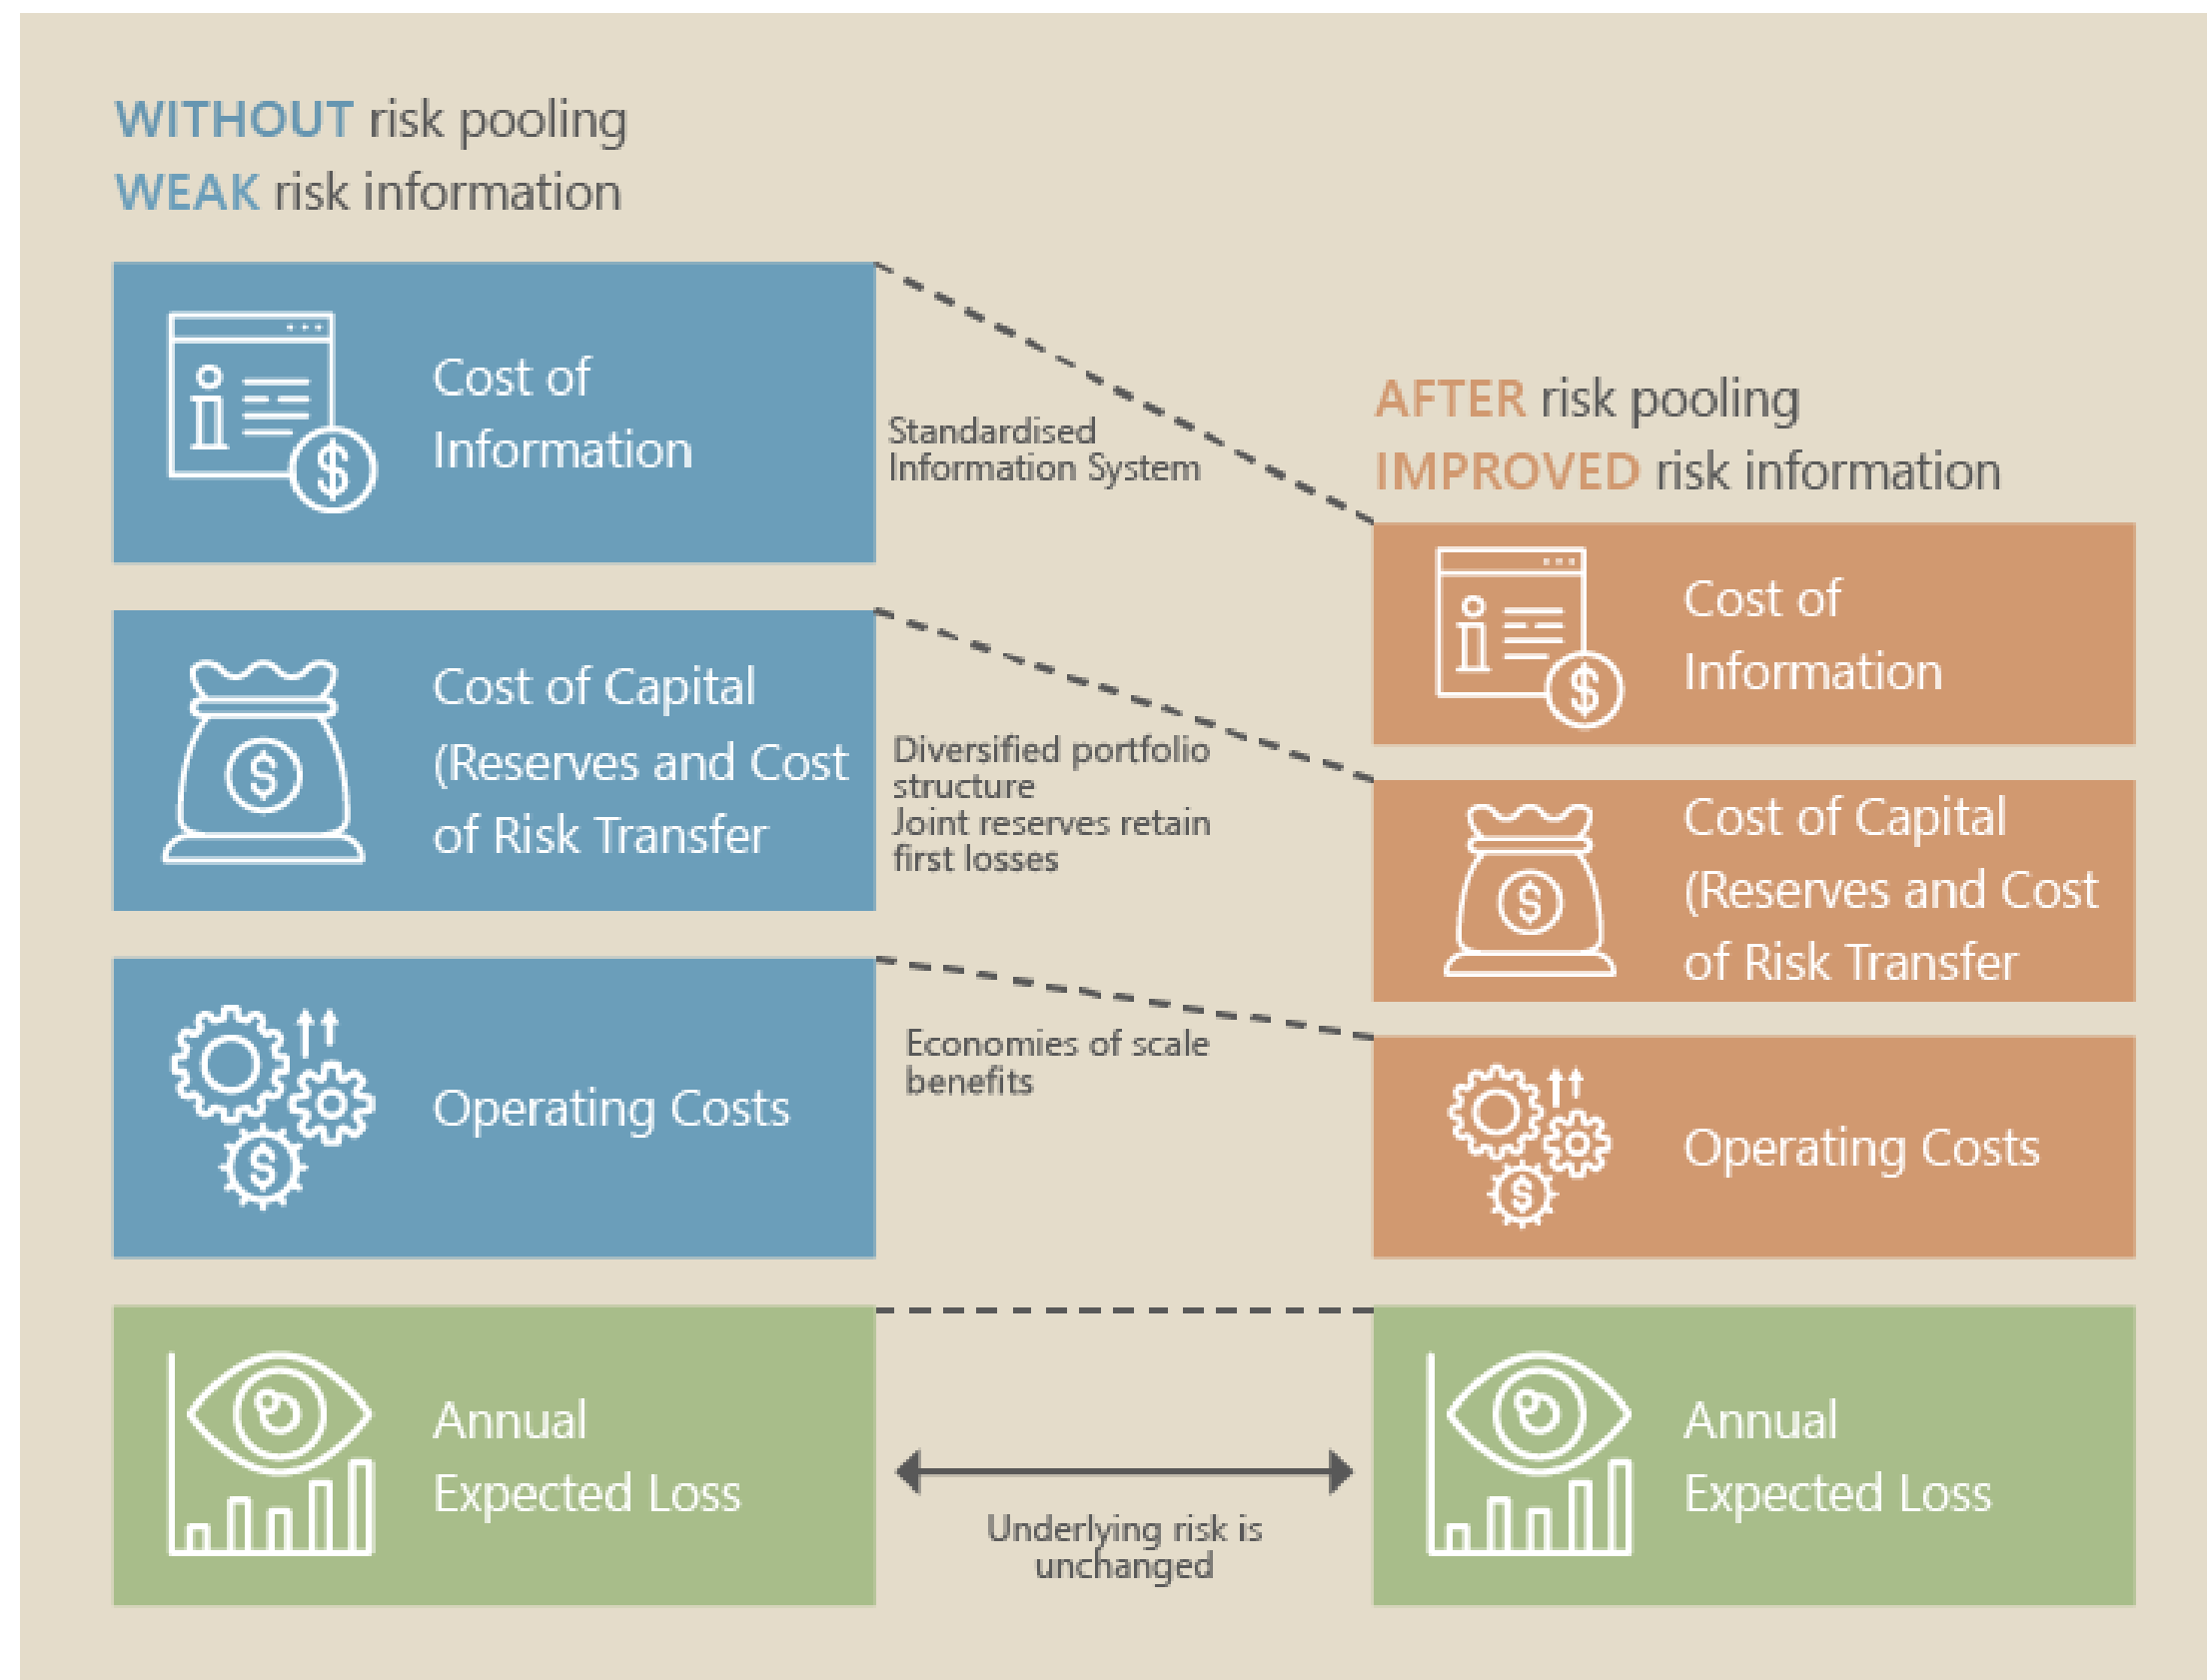 WITHOUT risk pooling
WEAK risk information
Cost of
Information
Cost of Capital
(Reserves and Cost
of Risk Transfer
Operating Costs
Annual
Expected Loss
Standardised
Information System
Diversified portfolio
structure
Joint reserves retain
first losses
Economies of scale
benefits
Underlying risk is
unchanged
AFTER risk pooling
IMPROVED risk information
Cost of
Information
Cost of Capital
(Reserves and Cost
of Risk Transfer
Operating Costs
Annual
Expected Loss